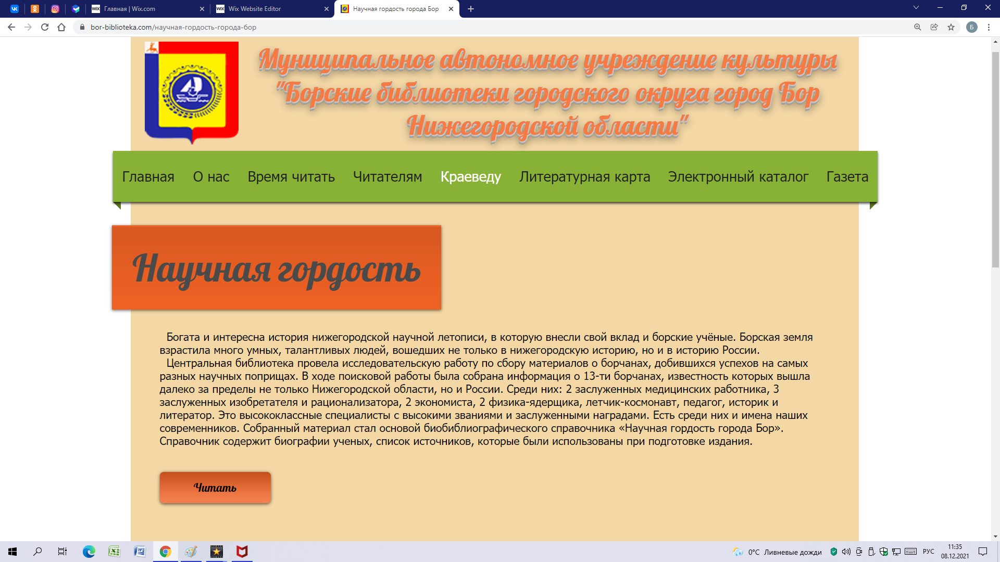 Главная | Wix.com
Wix Website Editor
Научная гордость города Бор
bor-biblioteka.com/научная-гордость-города-бор
Б
Муниципальное автономное учреждение культуры
"Борские библиотеки городского округа город Бор
Нижегородской области"
Главная О нас Время читать Читателям Краеведу Литературная карта Электронный каталог Газета
Научная гордость
Богата и интересна история нижегородской научной летописи, в которую внесли свой вклад и борские учёные. Борская земля
взрастила много умных, талантливых людей, вошедших не только в нижегородскую историю, но и в историю России.
Центральная библиотека провела исследовательскую работу по сбору материалов о борчанах, добившихся успехов на самых
разных научных поприщах. В ходе поисковой работы была собрана информация о 13-ти борчанах, известность которых вышла
далеко за пределы не только Нижегородской области, но и России. Среди них: 2 заслуженных медицинских работника, 3
заслуженных изобретателя и рационализатора, 2 экономиста, 2 физика-ядерщика, летчик-космонавт, педагог, историк и
литератор. Это высококлассные специалисты с высокими званиями и заслуженными наградами. Есть среди них и имена наших
современников. Собранный материал стал основой биобиблиографического справочника «Научная гордость города Бор».
Справочник содержит биографии ученых, список источников, которые были использованы при подготовке издания.
Читать
0°C Ливневые дожди
РУС
11:35
08.12.2021